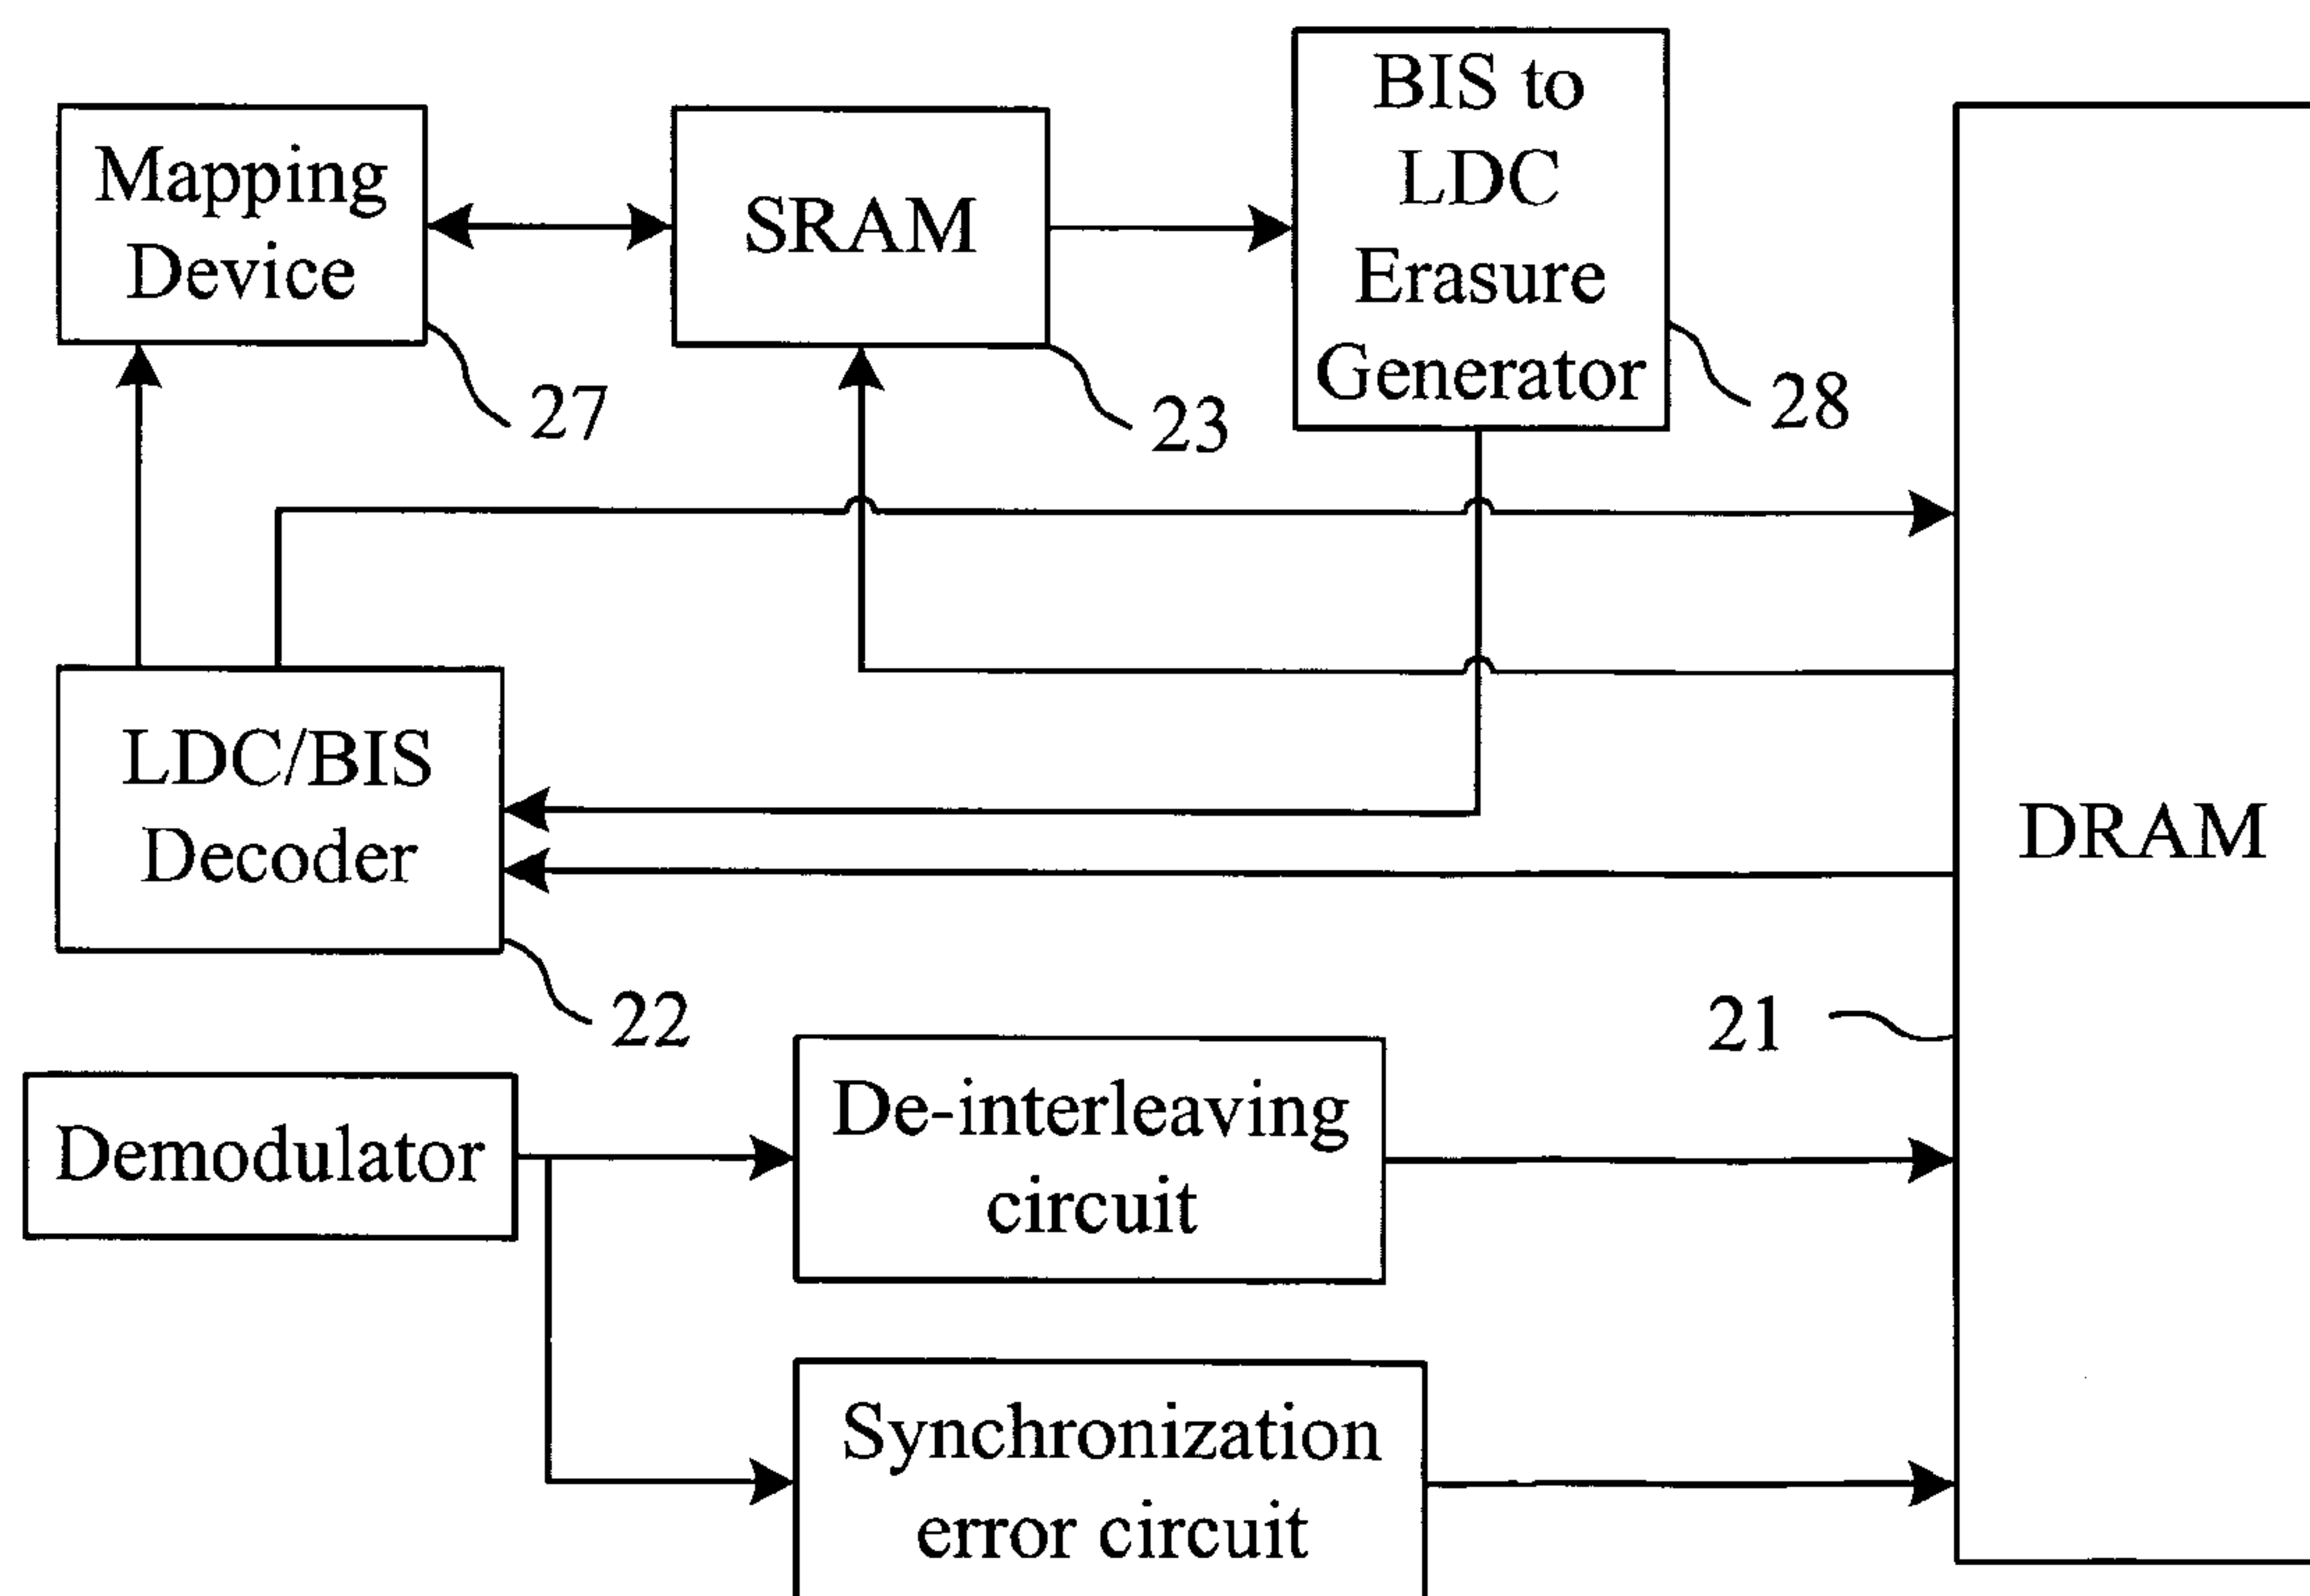 BIS to
LDC
Erasure
Generator
Mapping
Device
SRAM
27
23
28
LDC/BIS
Decoder
DRAM
22
21
De-interleaving
circuit
Demodulator
Synchronization
error circuit